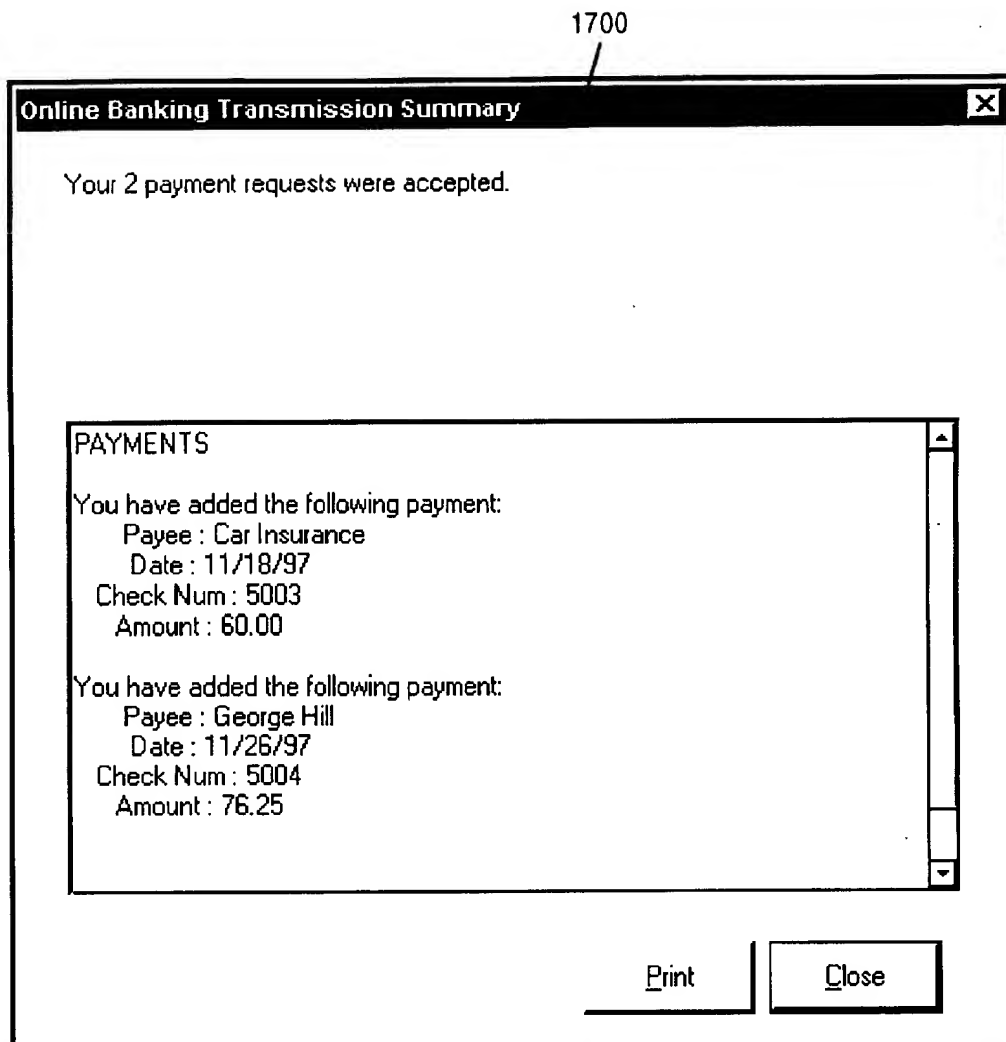 1700
Online Banking Transmission Summary
Your 2 payment requests were accepted.
PAYMENTS
You have added the following payment:
Payee : Car Insurance
Date : 11/18/97
Check Num : 5003
Amount : 60.00
You have added the following payment:
Payee : George Hill
Date : 11/26/97
Check Num : 5004
Amount : 76.25
Print Close